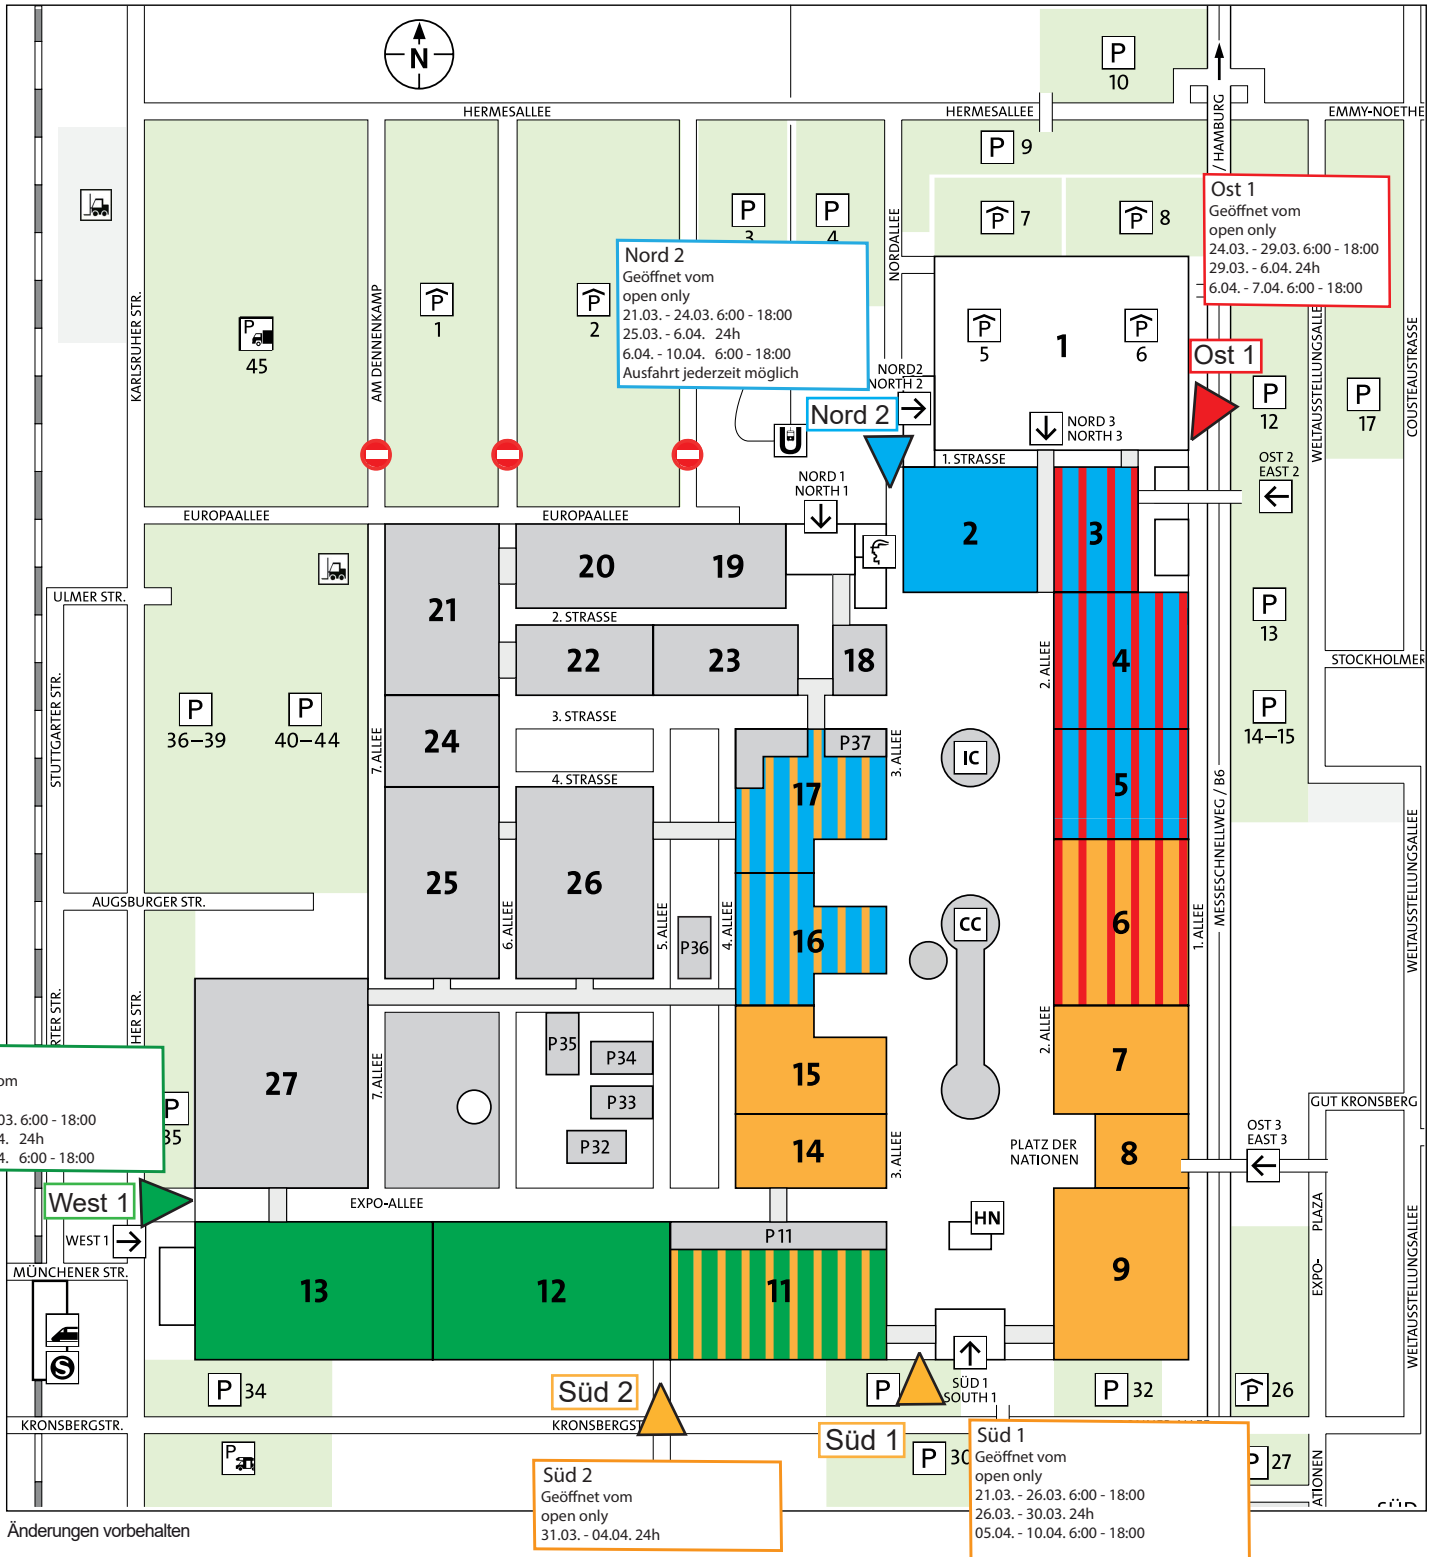 N
P
10
HERMESALLEE
HERMESALLEE
EMMY-NOETHE
/ HAMBURG
P 9
P
3
P
4
P 7
P 8
NORDALLEE
Ost 1
Geöffnet vom
open only
24.03. - 29.03. 6:00 - 18:00
29.03. - 6.04. 24h
6.04. - 7.04. 6:00 - 18:00
Nord 2
Geöffnet vom
open only
21.03. - 24.03. 6:00 - 18:00
25.03. - 6.04. 24h
6.04. - 10.04. 6:00 - 18:00
Ausfahrt jederzeit möglich
KARLSRUHER STR.
AM DENNENKAMP
P
45
P
1
P
2
P
5
1
P
6
Ost 1
WELTAUSSTELLUNGSALLE
COUSTEAUSTRASSE
P
12
P
17
NORD2
NORTH 2
Nord 2
U
NORD 3
NORTH 3
1. STRASSE
OST 2
EAST 2
NORD 1
NORTH 1
EUROPAALLEE
EUROPAALLEE
2
3
20
19
21
ULMER STR.
2. STRASSE
22
23
18
2. ALLEE
4
P
13
STOCKHOLMER
STUTTGARTER STR.
P
36–39
P
40–44
3. STRASSE
7. ALLEE
24
P37
3. ALLEE
IC
P
14–15
4. STRASSE
17
5
MESSESCHNELLWEG / B6
25
26
AUGSBURGER STR.
6. ALLEE
5. ALLEE
P36
4. ALLEE
16
CC
6
1. ALLEE
WELTAUSSTELLUNGSALLEE
RTER STR.
HER STR.
27
7. ALLEE
P35
P34
P33
P32
15
2. ALLEE
7
om
03. 6:00 - 18:00
4. 24h
4. 6:00 - 18:00
P
35
GUT KRONSBERG
OST 3
EAST 3
14
3. ALLEE
PLATZ DER
NATIONEN
8
West 1
EXPO-ALLEE
WEST 1
P 11
HN
EXPO- PLAZA
WELTAUSSTELLUNGSALLEE
MÜNCHENER STR.
13
12
11
9
S
P 34
Süd 2
P
SÜD 1
SOUTH 1
P 32
P 26
KRONSBERGSTR.
KRONSBERGST
Süd 1
P
P 30
P 27
ATIONEN
Süd 2
Geöffnet vom
open only
31.03. - 04.04. 24h
Süd 1
Geöffnet vom
open only
21.03. - 26.03. 6:00 - 18:00
26.03. - 30.03. 24h
05.04. - 10.04. 6:00 - 18:00
Änderungen vorbehalten